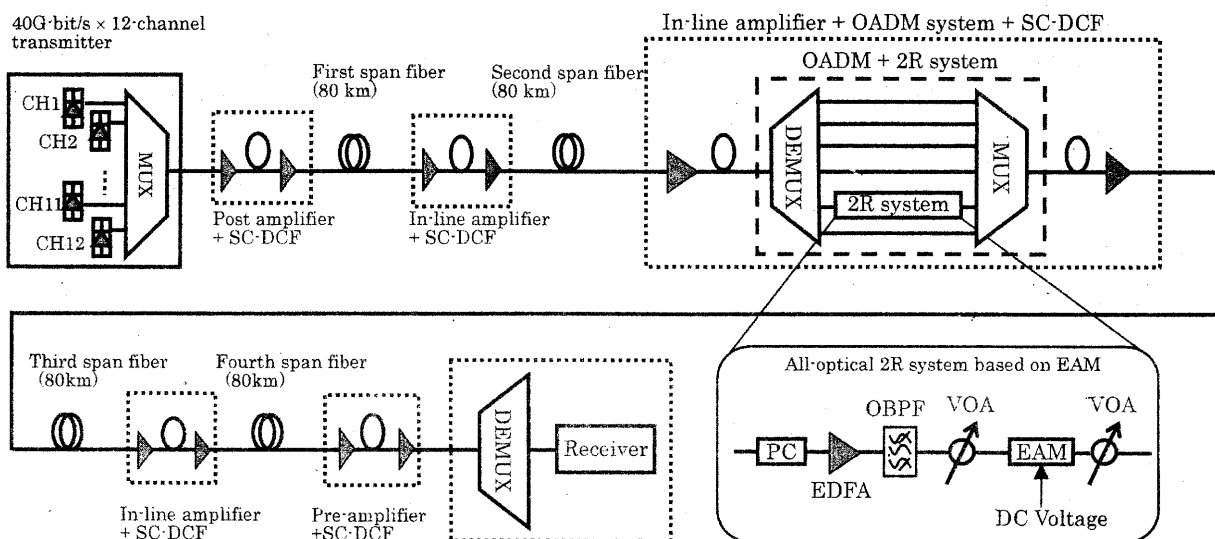 40G-bit/s × 12-channel
transmitter
In-line amplifier + OADM system + SC-DCF
OADM + 2R system
First span fiber
(80 km)
Second span fiber
(80 km)
CH1
CH2
CH11
CH12
MUX
DEMUX
MUX
2R system
Post amplifier
+ SC-DCF
In-line amplifier
+ SC-DCF
Third span fiber
(80km)
Fourth span fiber
(80km)
In-line amplifier
+ SC-DCF
Pre-amplifier
+SC-DCF
DEMUX
Receiver
All-optical 2R system based on EAM
OBPF
VOA
VOA
PC
EAM
EDFA
DC Voltage